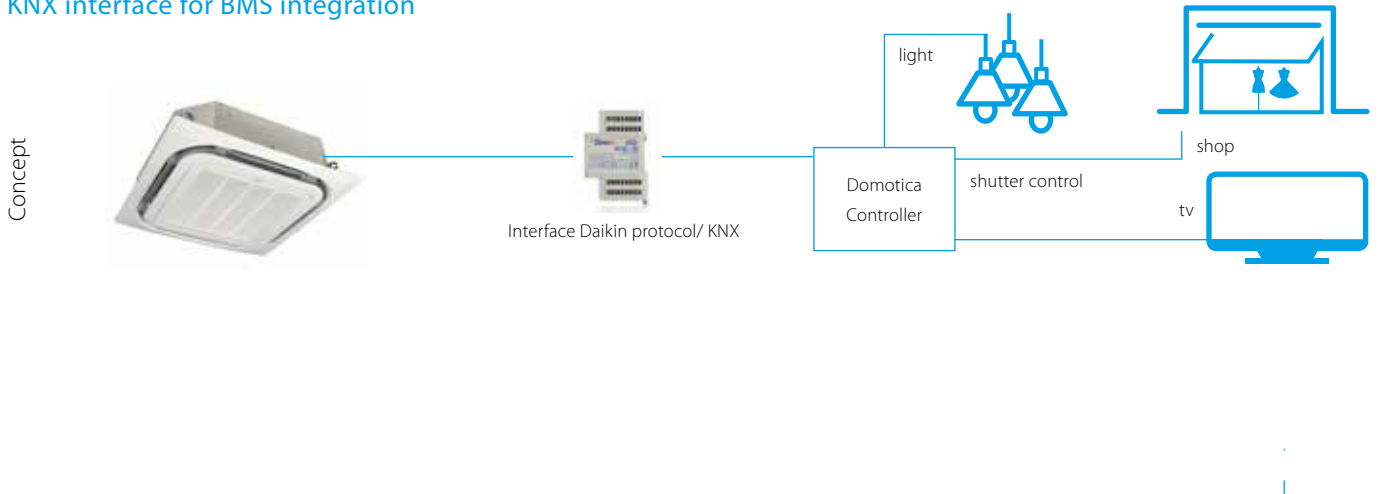 KNX interface for BMS integration
Concept
light
shop
Domotica
Controller
shutter control
tv
Interface Daikin protocol/ KNX